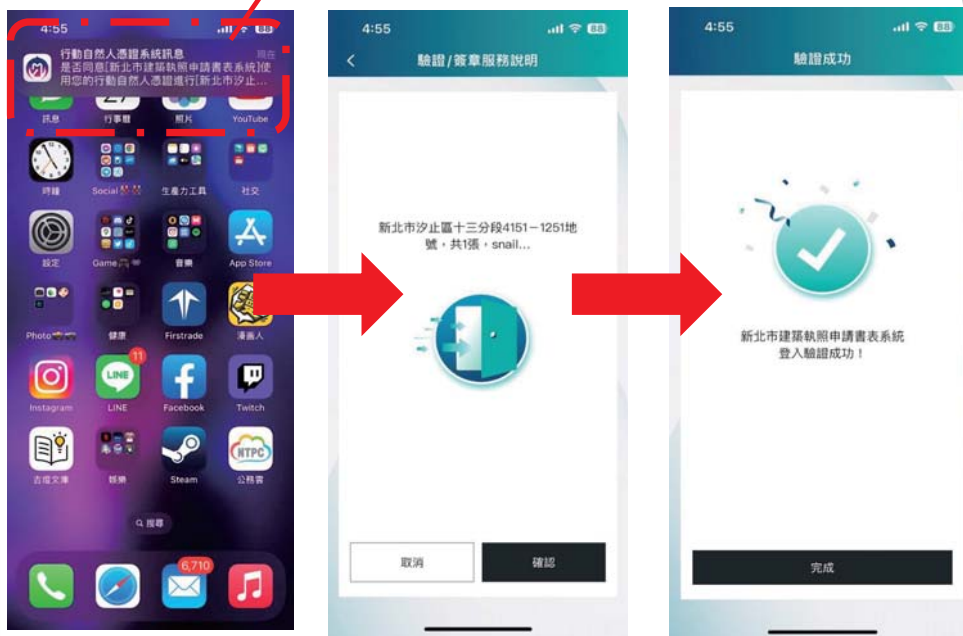 4:55
88
行動自然人憑證系統訊息
現在
是否同意[新北市建築執照申請書表系統]使
用您的行動自然人憑證進行[新北市汐止...
27
訊息
行事曆
照片
YouTube
時鐘
Social
生產力工具
社交
設定
Game
音樂
App Store
Photo
健康
Firstrade
漫畫人
11
LINE
Instagram
LINE
Facebook
Twitch
NTPC
娛樂
Steam
公務雲
搜尋
6,710
4:55
88
驗證/簽章服務說明
新北市汐止區十三分段4151-1251地
號,共1張,snail...
取消
確認
4:55
88
驗證成功
新北市建築執照申請書表系統
登入驗證成功!
完成